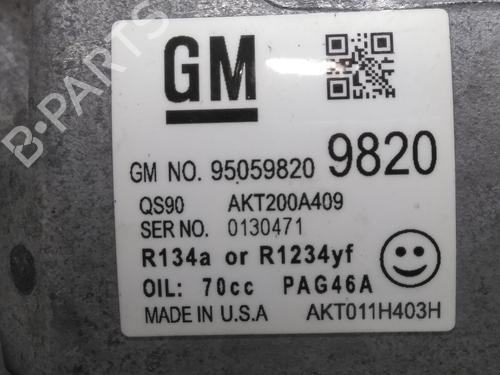 B-PARTS
GM
GM NO. 95059820 9820
QS90 AKT200A409
SER NO. 0130471
R134a or R1234yf
OIL: 70cc PAG46A
MADE IN U.S.A AKT011H403H